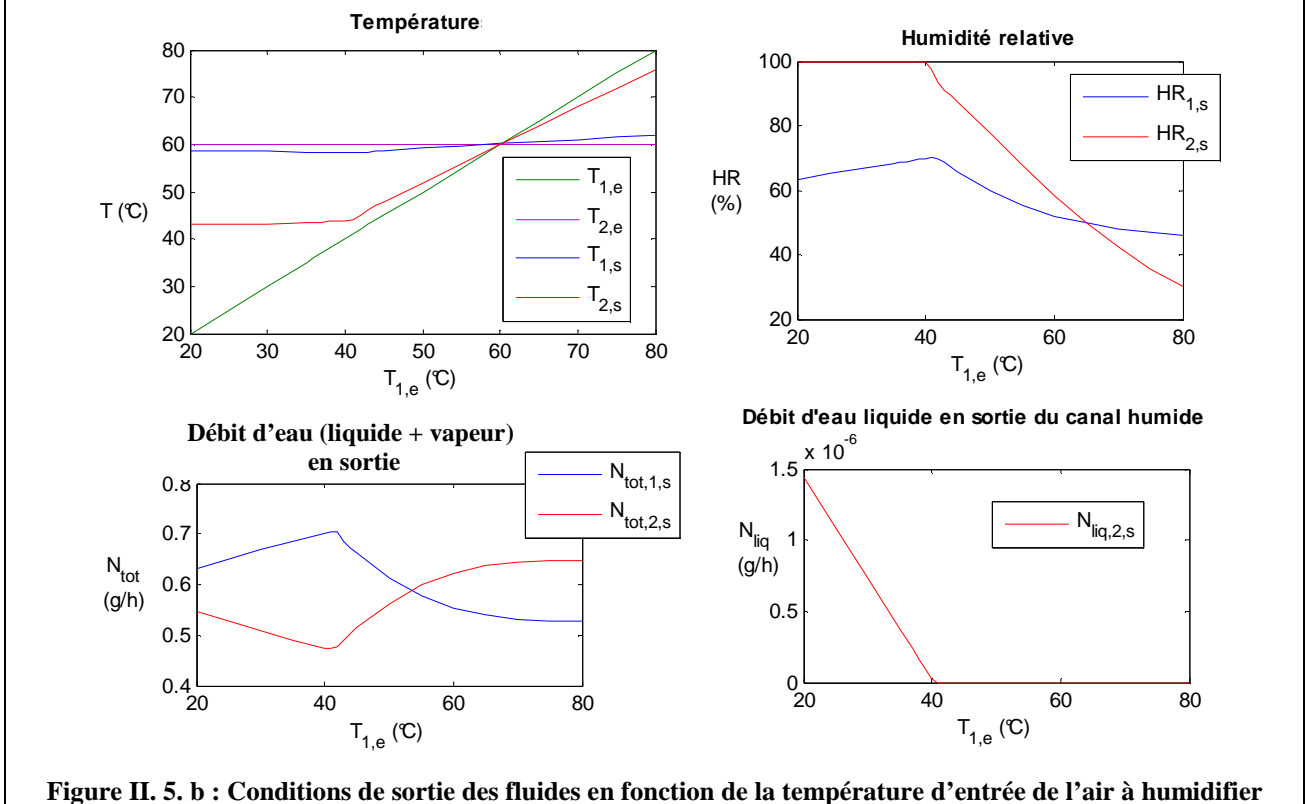 Température
80
70
60
50
40
30
20
T (°C)
T1,e
T2,e
T1,s
T2,s
20 30 40 50 60 70 80
T1,e (°C)
Humidité relative
100
80
60
40
20
HR
(%)
HR1,s
HR2,s
20 40 60 80
T1,e (°C)
Débit d’eau (liquide + vapeur)
en sortie
0.8
0.7
0.6
0.5
0.4
Ntot
(g/h)
Ntot,1,s
Ntot,2,s
20 40 60 80
T1,e (°C)
Débit d'eau liquide en sortie du canal humide
x 10-6
1.5
1
0.5
0
Nliq
(g/h)
Nliq,2,s
20 40 60 80
T1,e (°C)
Figure II. 5. b : Conditions de sortie des fluides en fonction de la température d’entrée de l’air à humidifier